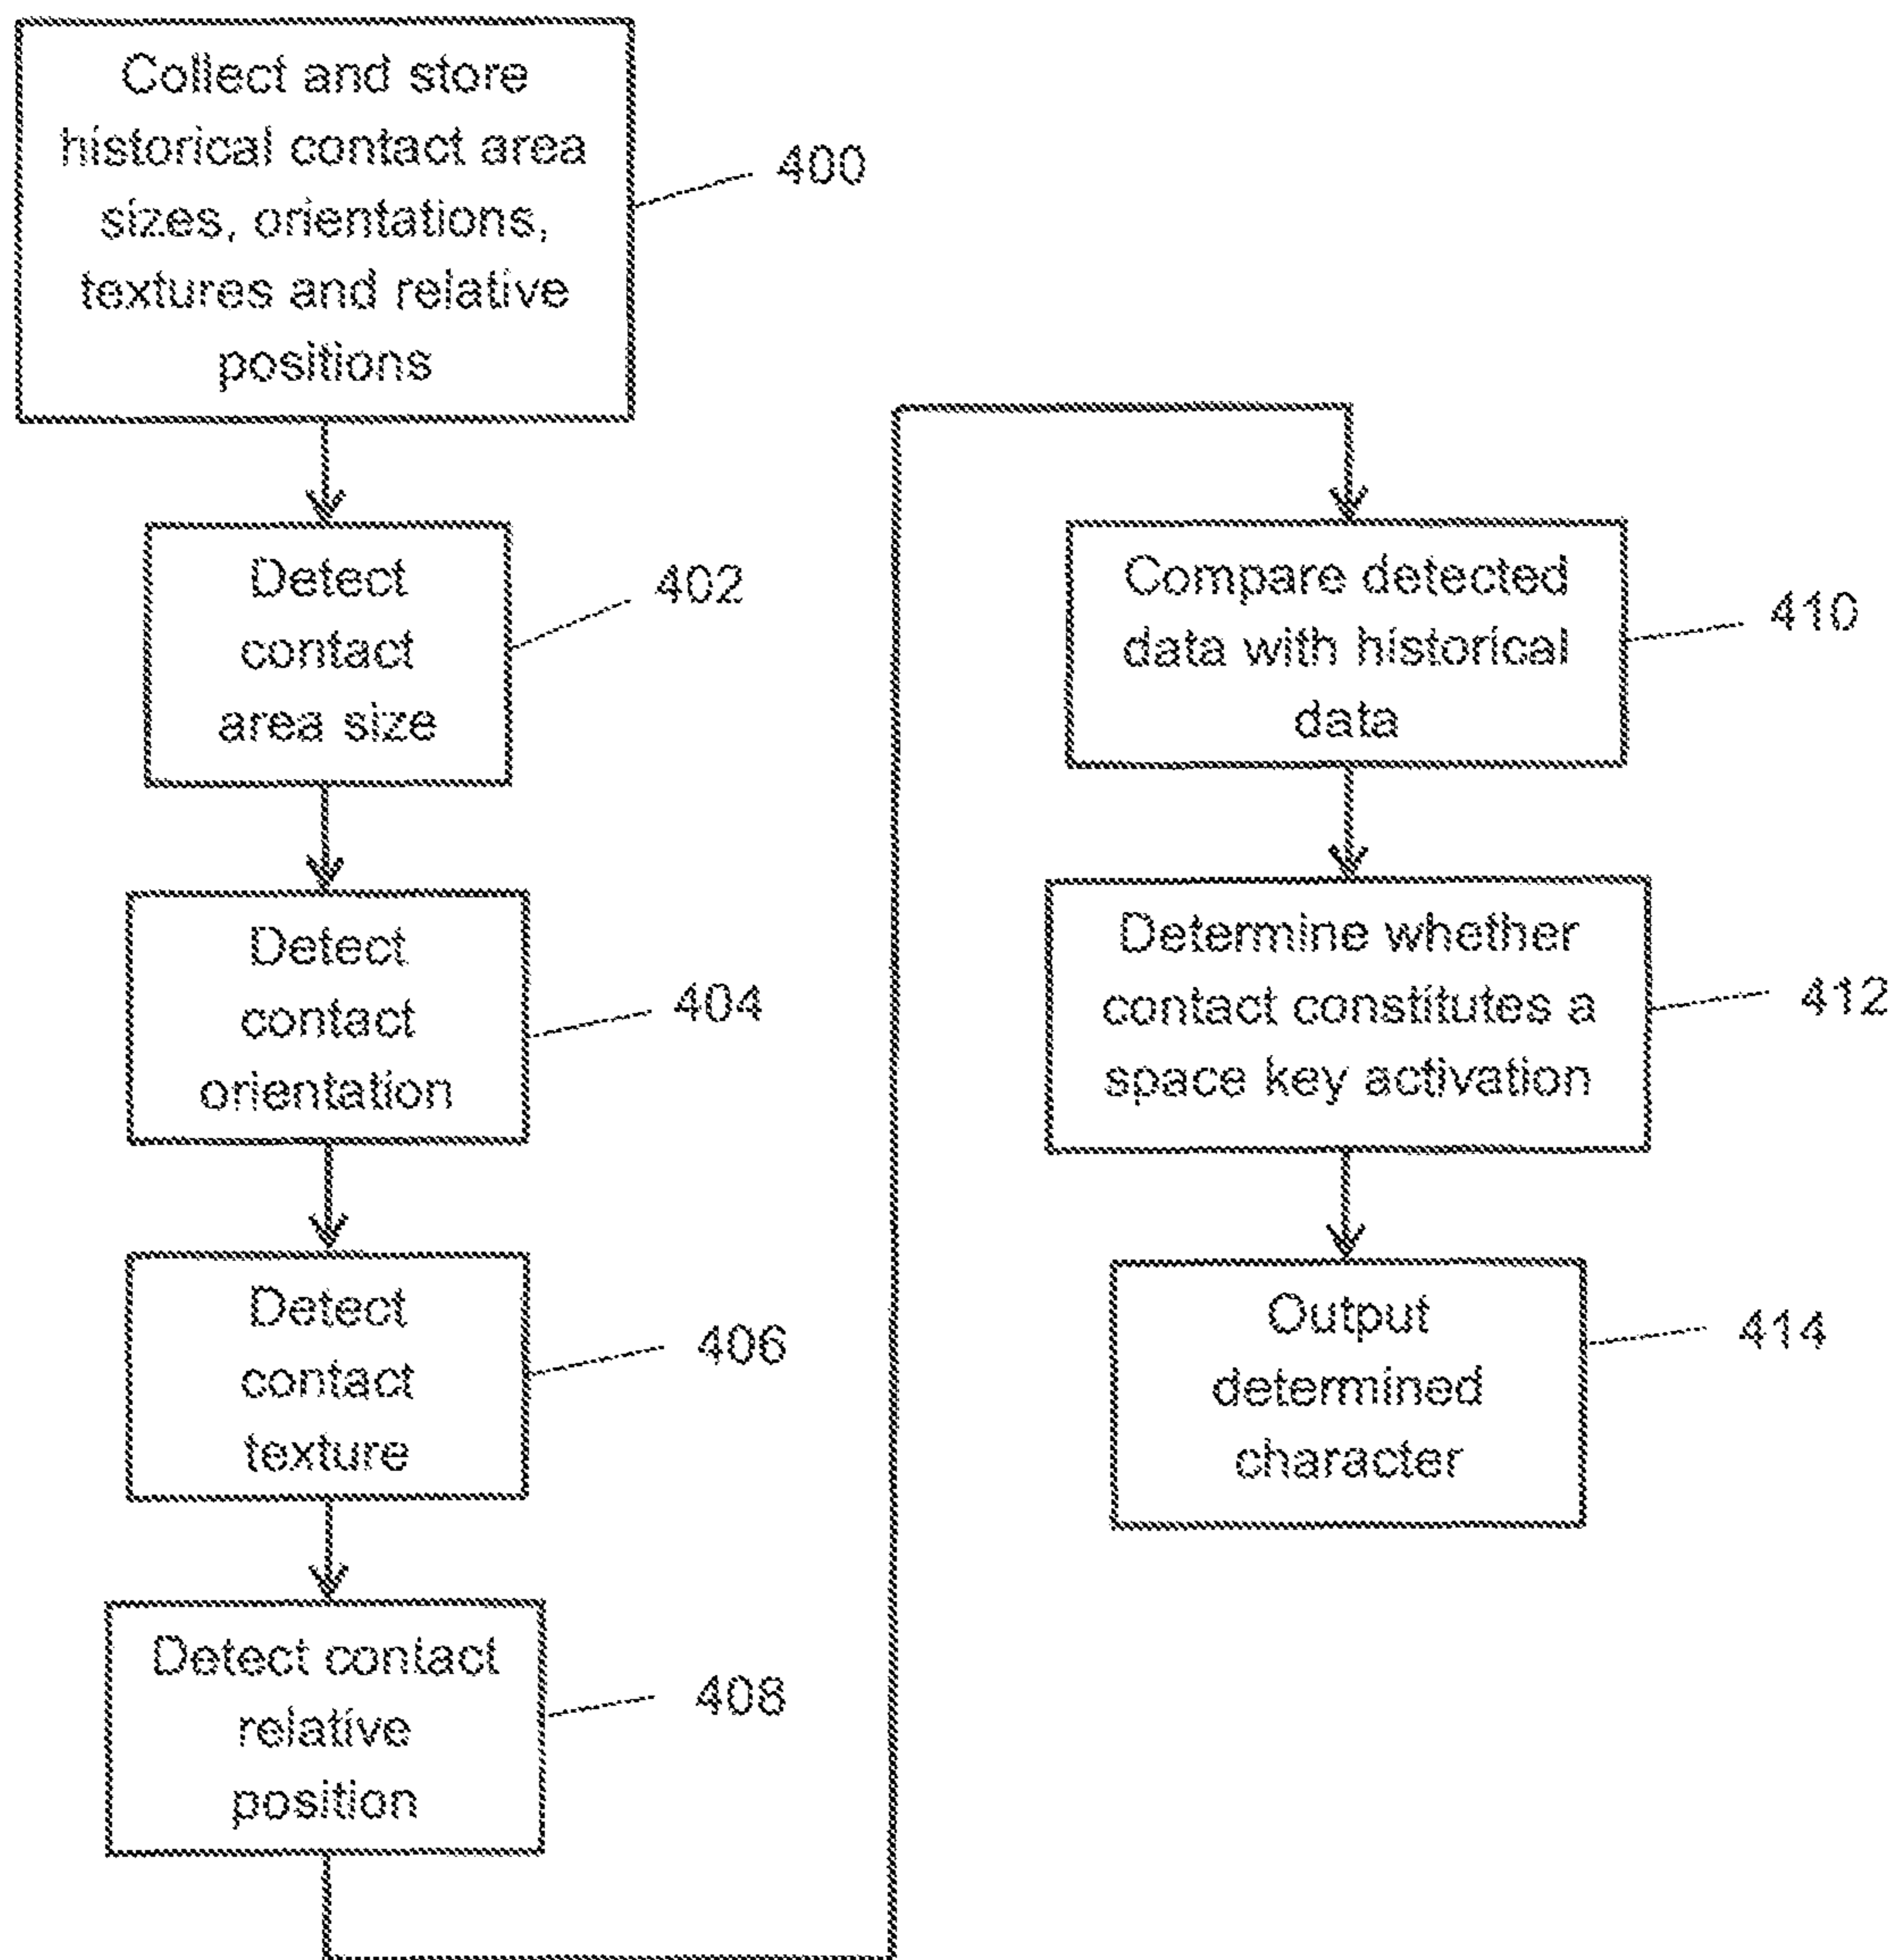 Collect and store
historical contact area
sizes, orientations,
textures and relative
positions
400
Detect
contact
area size
402
Detect
contact
orientation
404
Detect
contact
texture
406
Detect contact
relative
position
408
Compare detected
data with historical
data
410
Determine whether
contact constitutes a
space key activation
412
Output
determined
character
414